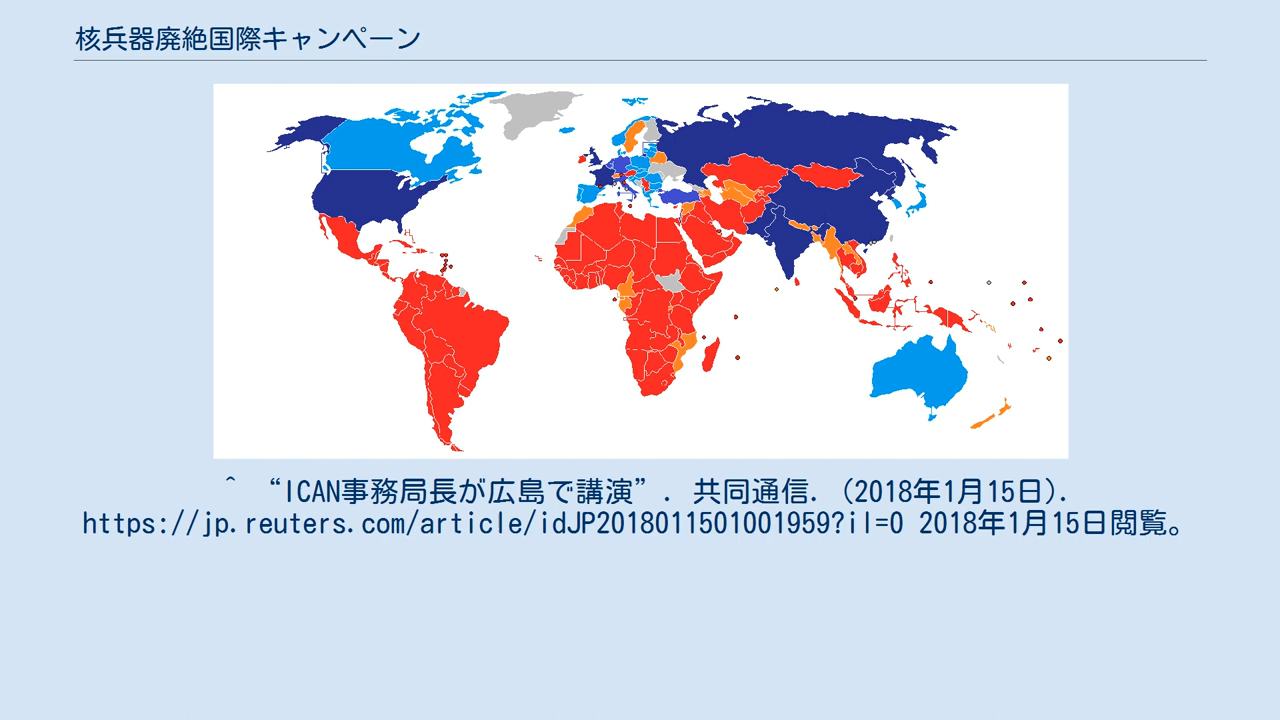 核兵器廃絶国際キャンペーン
^ “ICAN事務局長が広島で講演”. 共同通信. (2018年1月15日).
https://jp.reuters.com/article/idJP2018011501001959?il=0 2018年1月15日閲覧。